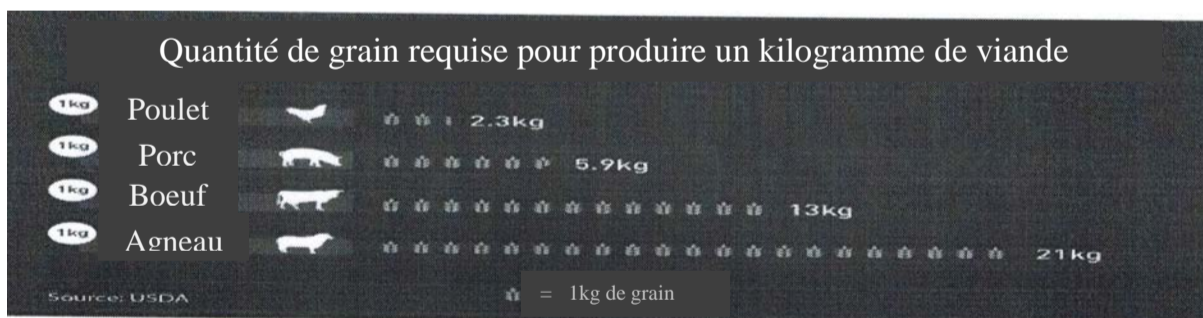 Quantité de grain requise pour produire un kilogramme de viande
1kg Poulet 2.3kg
1kg Porc 5.9kg
1kg Boeuf 13kg
1kg Agneau 21kg
Source: USDA = 1kg de grain